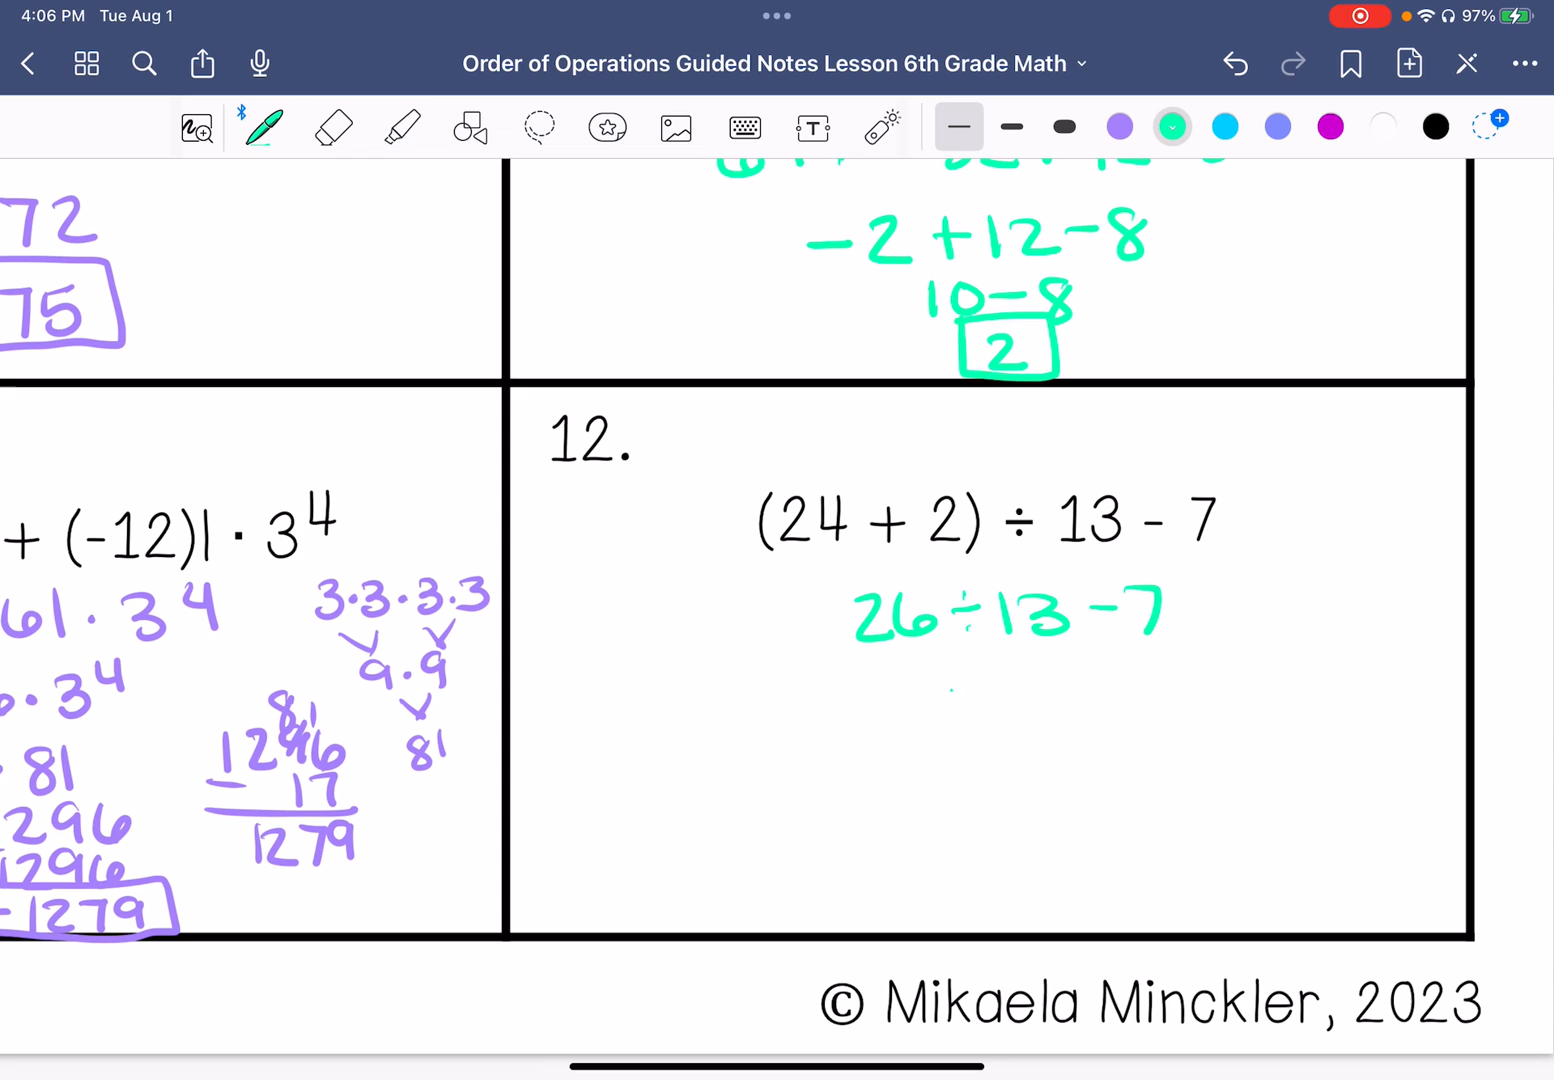 4:06 PM Tue Aug 1
97%
Order of Operations Guided Notes Lesson 6th Grade Math
T
72
75
-2 +12-8
10-8
2
+ (-12)| · 3⁴
6| · 3⁴
3·3·3·3
9·9
81
· 3⁴
81
296
1296
-1279
1296
81
- 17
1279
12.
(24 + 2) ÷ 13 - 7
26÷13-7
© Mikaela Minckler, 2023